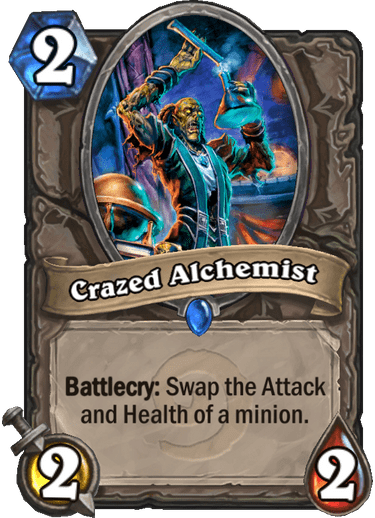 2
Crazed Alchemist
Battlecry: Swap the Attack
and Health of a minion.
2
2